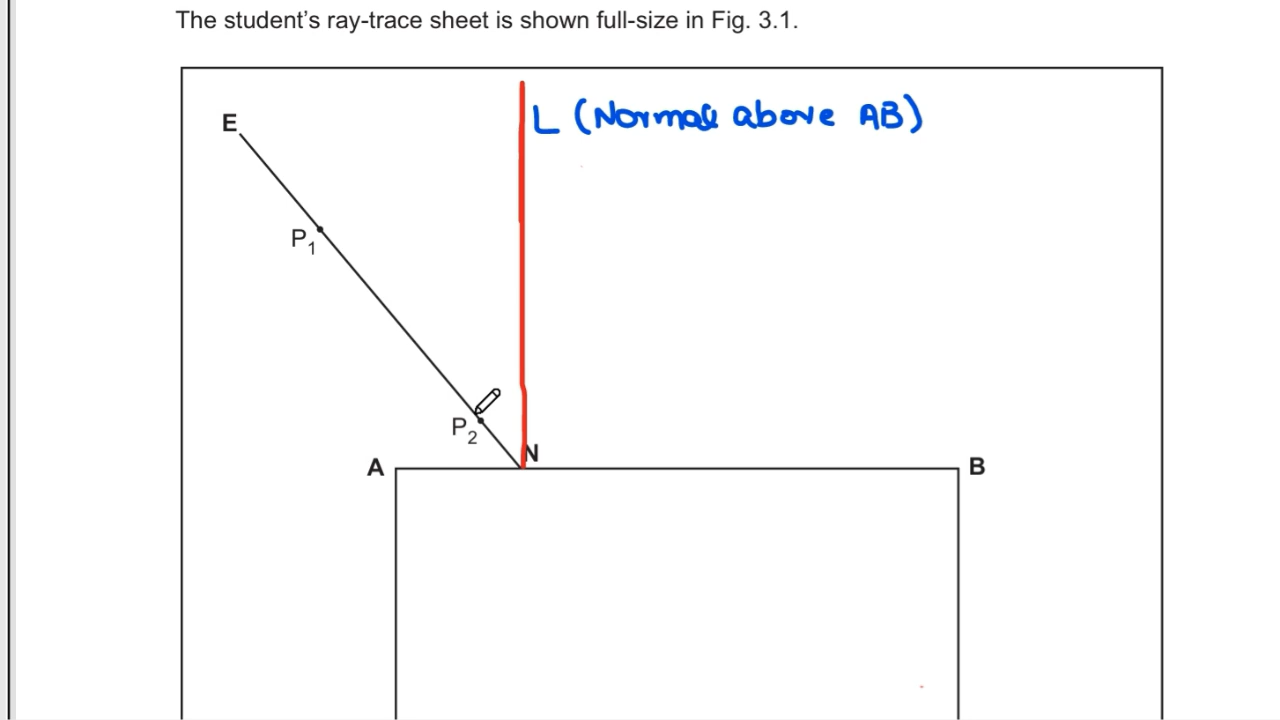 The student's ray-trace sheet is shown full-size in Fig. 3.1.
E
L (Normal above AB)
P1
P2
N
A
B